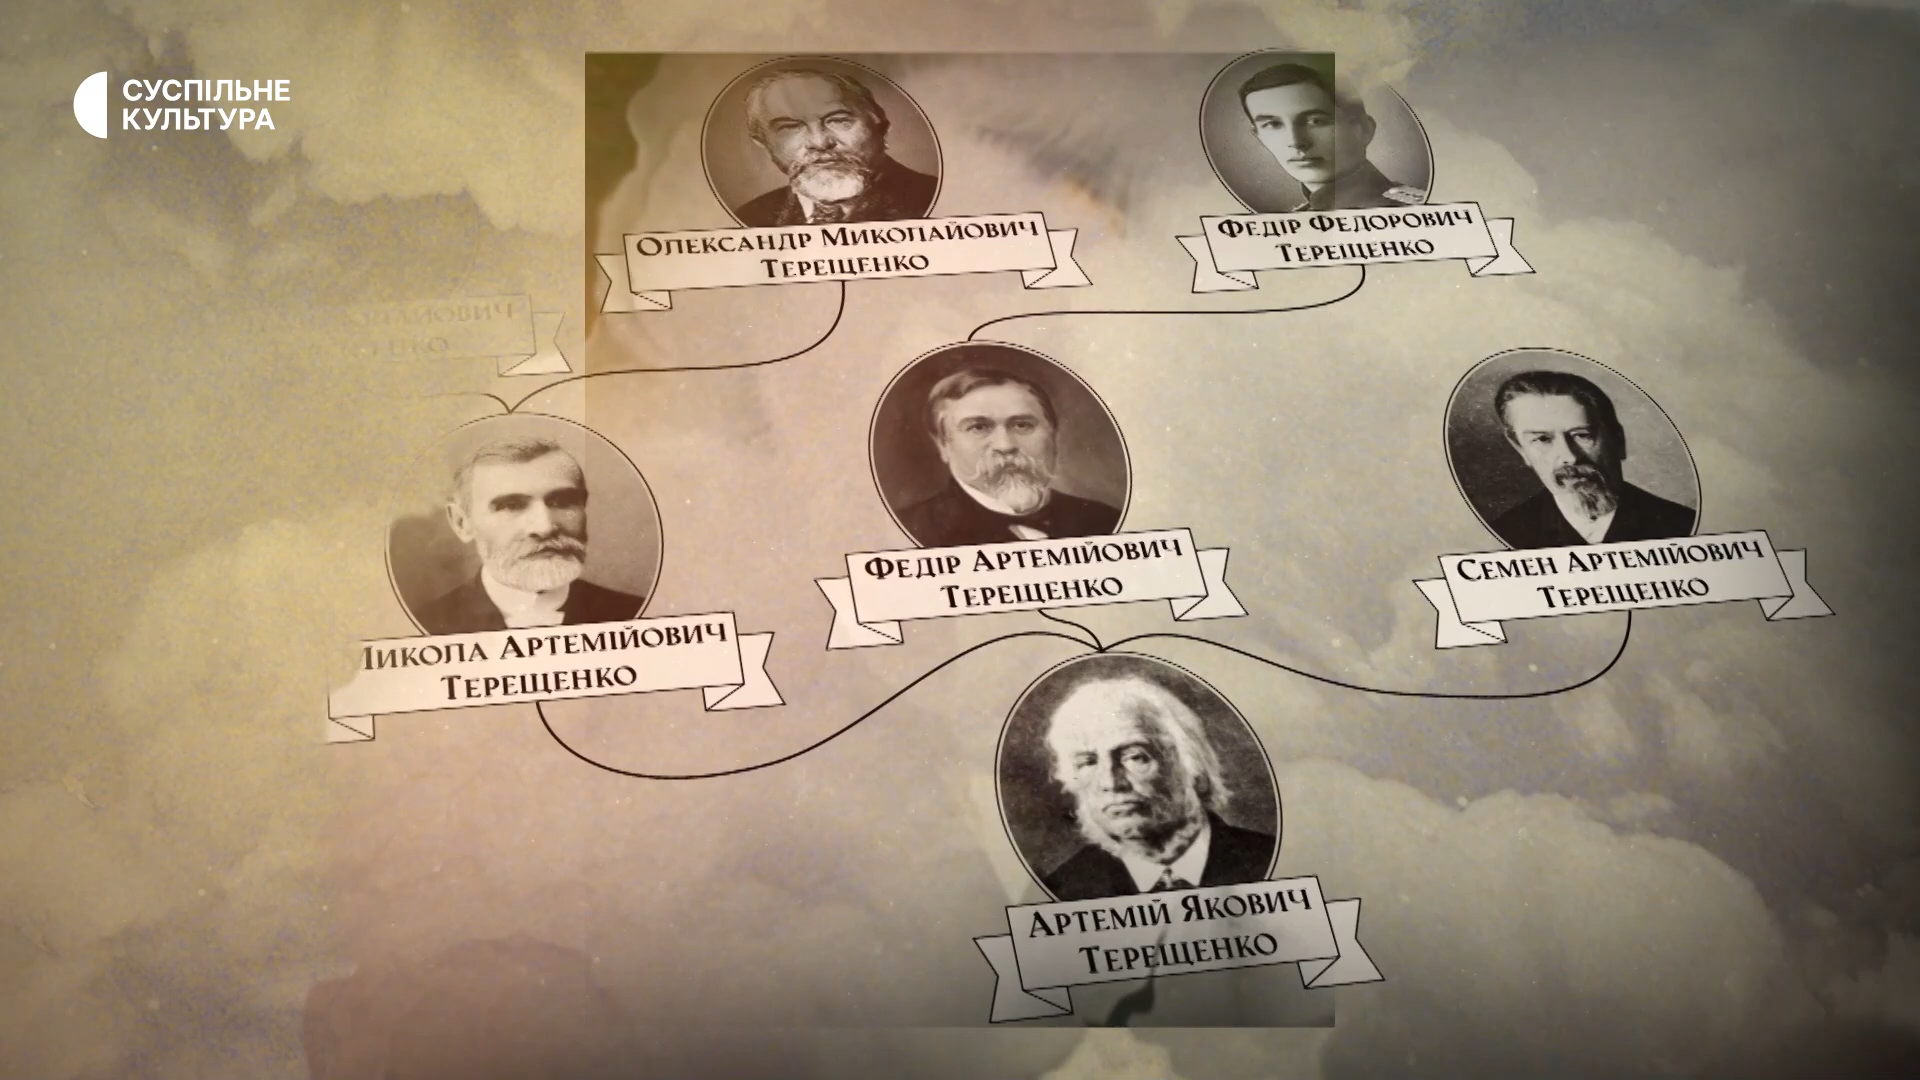 СУСПІЛЬНЕ
КУЛЬТУРА
ОЛЕКСАНДР МИКОЛАЙОВИЧ
ТЕРЕЩЕНКО
ФЕДІР ФЕДОРОВИЧ
ТЕРЕЩЕНКО
ФЕДІР АРТЕМІЙОВИЧ
ТЕРЕЩЕНКО
СЕМЕН АРТЕМІЙОВИЧ
ТЕРЕЩЕНКО
МИКОЛА АРТЕМІЙОВИЧ
ТЕРЕЩЕНКО
АРТЕМІЙ ЯКОВИЧ
ТЕРЕЩЕНКО